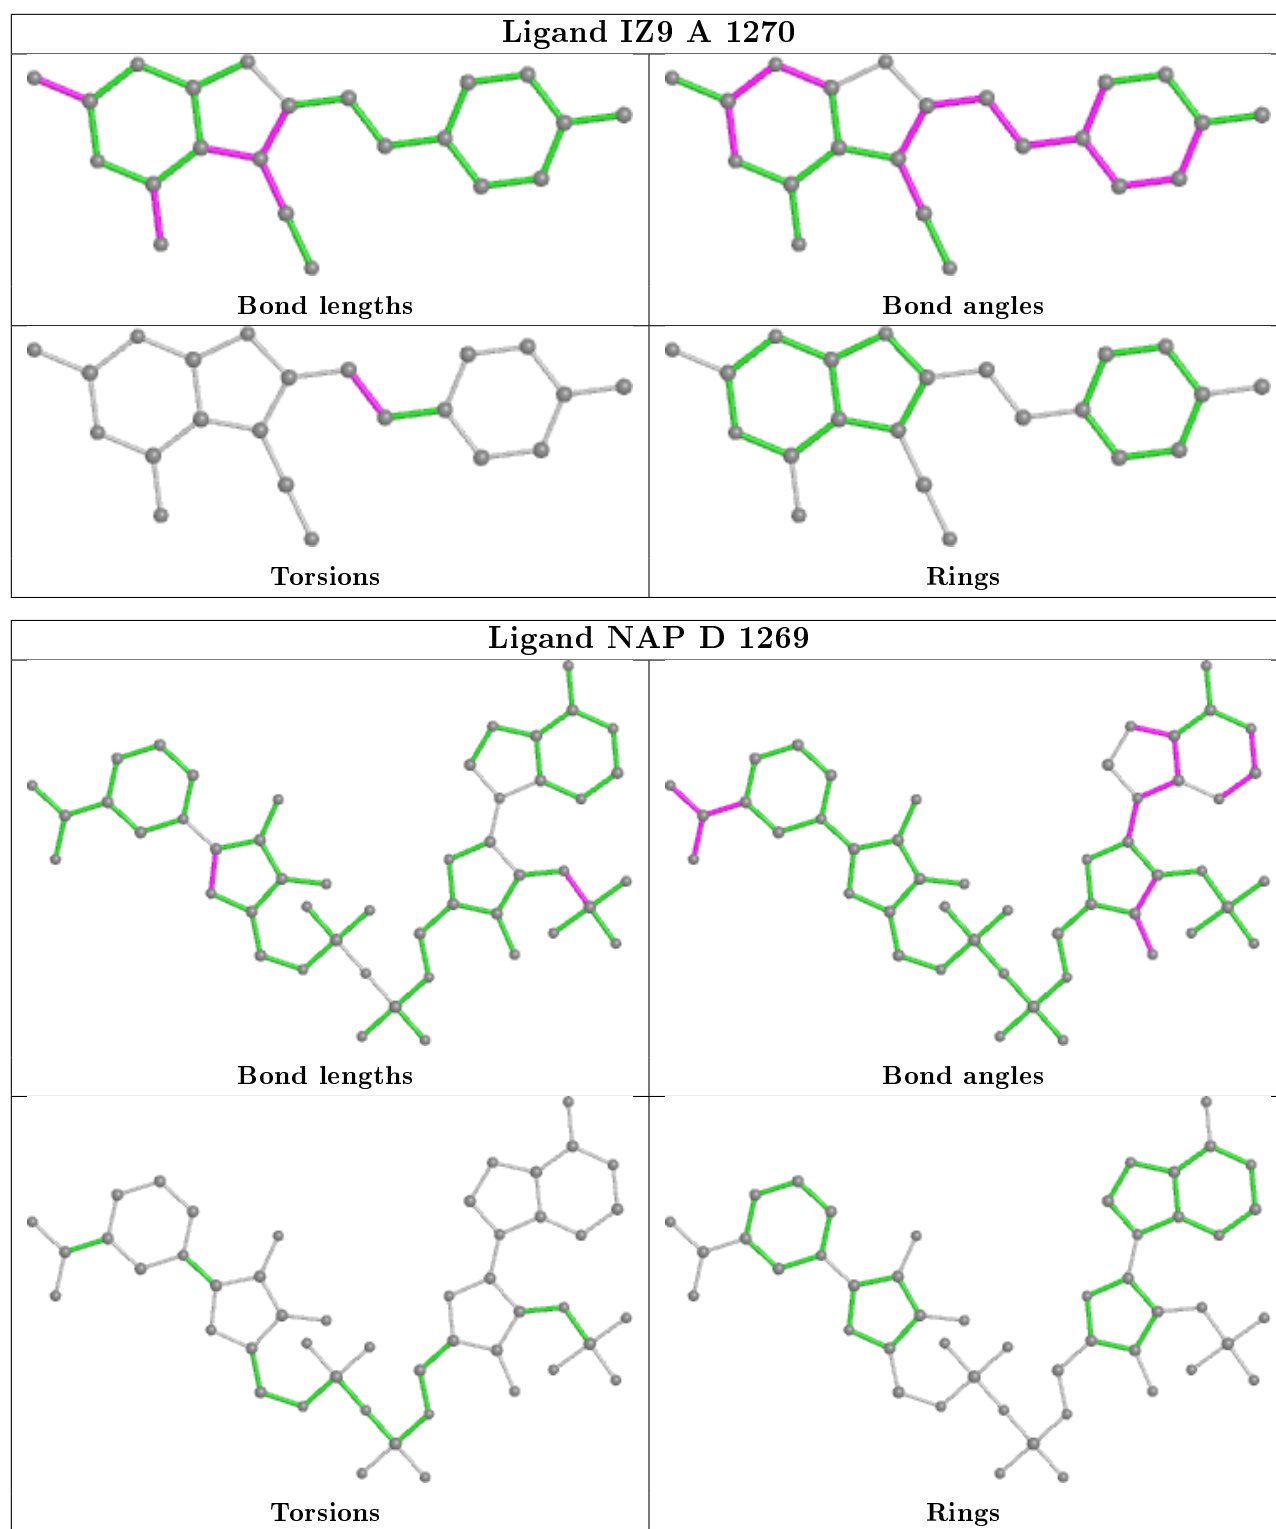 Ligand IZ9 A 1270
Bond lengths
Bond angles
Torsions
Rings
Ligand NAP D 1269
Bond lengths
Bond angles
Torsions
Rings